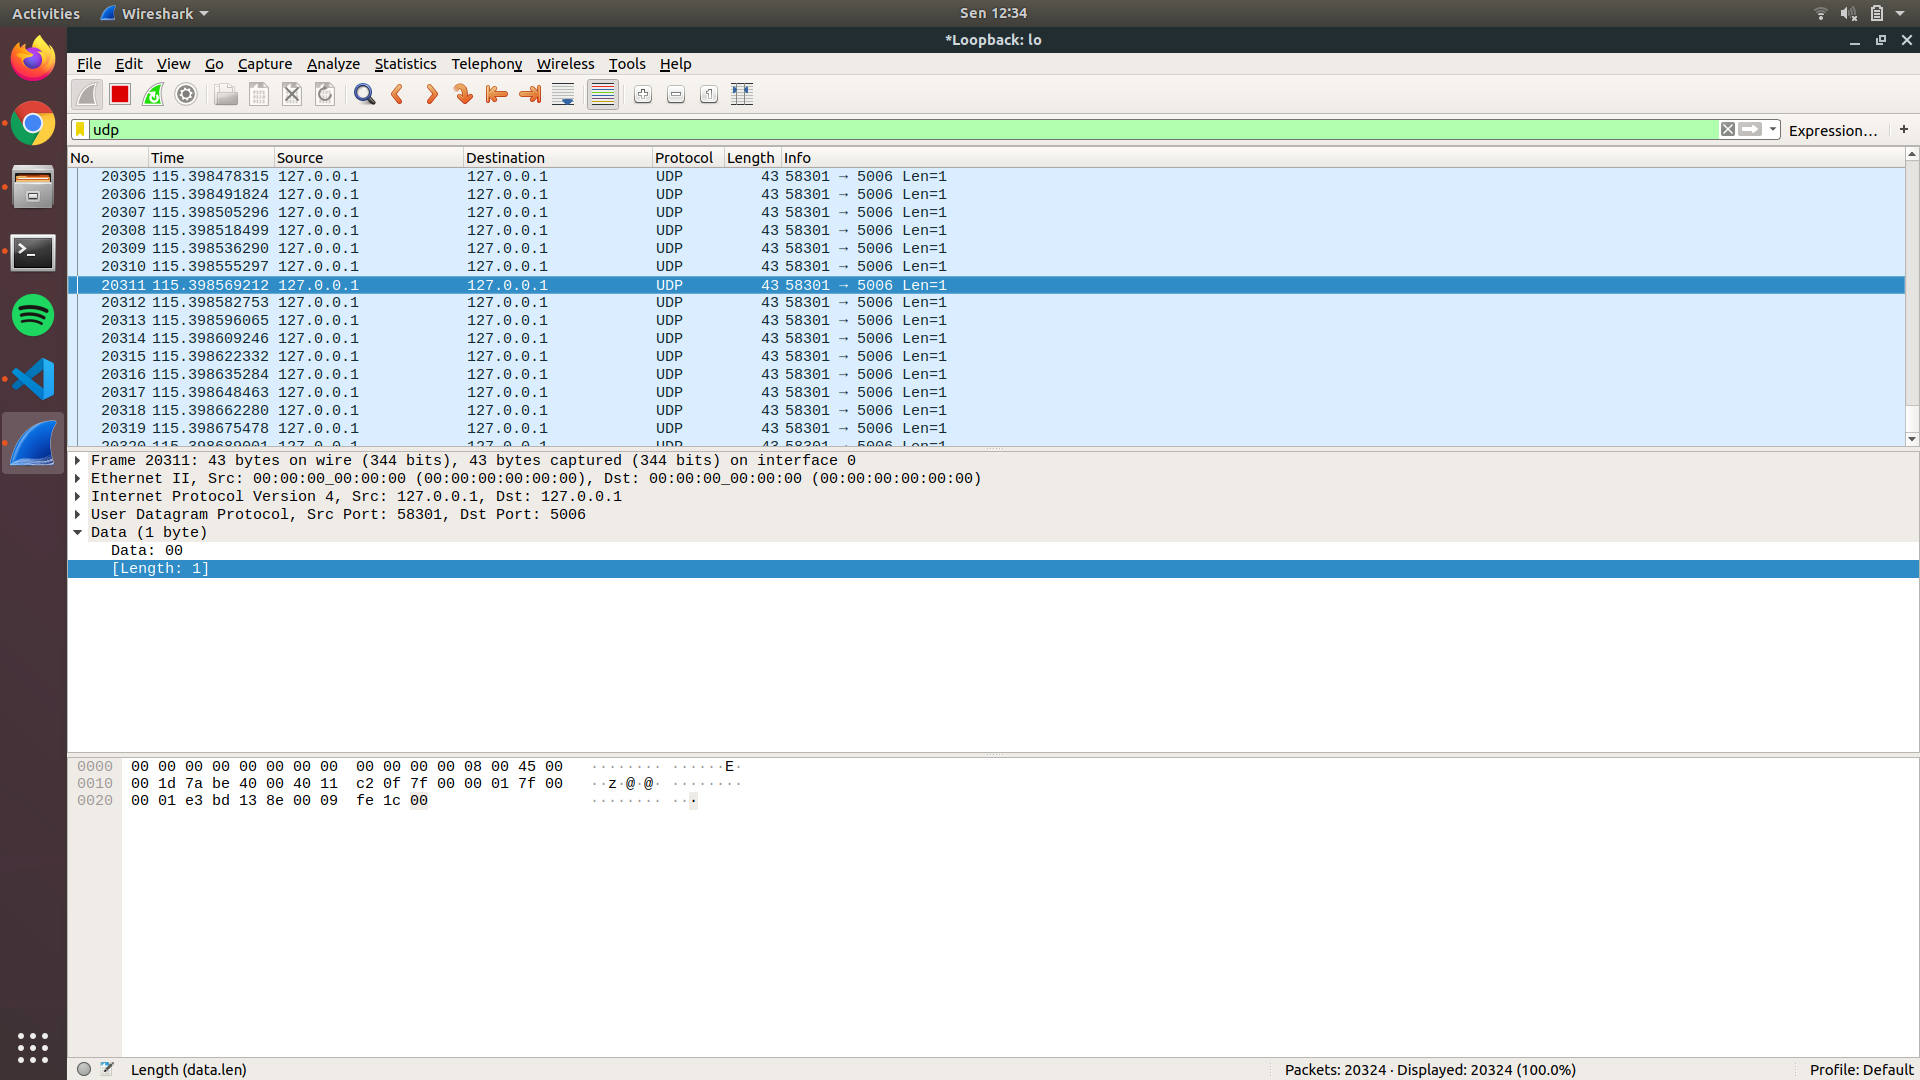 Activities Wireshark Sen 12:34
*Loopback: lo
File Edit View Go Capture Analyze Statistics Telephony Wireless Tools Help
udp Expression… +
No. Time Source Destination Protocol Length Info
20305 115.398478315 127.0.0.1 127.0.0.1 UDP 43 58301 → 5006 Len=1
20306 115.398491824 127.0.0.1 127.0.0.1 UDP 43 58301 → 5006 Len=1
20307 115.398505296 127.0.0.1 127.0.0.1 UDP 43 58301 → 5006 Len=1
20308 115.398518499 127.0.0.1 127.0.0.1 UDP 43 58301 → 5006 Len=1
20309 115.398536290 127.0.0.1 127.0.0.1 UDP 43 58301 → 5006 Len=1
20310 115.398555297 127.0.0.1 127.0.0.1 UDP 43 58301 → 5006 Len=1
20311 115.398569212 127.0.0.1 127.0.0.1 UDP 43 58301 → 5006 Len=1
20312 115.398582753 127.0.0.1 127.0.0.1 UDP 43 58301 → 5006 Len=1
20313 115.398596065 127.0.0.1 127.0.0.1 UDP 43 58301 → 5006 Len=1
20314 115.398609246 127.0.0.1 127.0.0.1 UDP 43 58301 → 5006 Len=1
20315 115.398622332 127.0.0.1 127.0.0.1 UDP 43 58301 → 5006 Len=1
20316 115.398635284 127.0.0.1 127.0.0.1 UDP 43 58301 → 5006 Len=1
20317 115.398648463 127.0.0.1 127.0.0.1 UDP 43 58301 → 5006 Len=1
20318 115.398662280 127.0.0.1 127.0.0.1 UDP 43 58301 → 5006 Len=1
20319 115.398675478 127.0.0.1 127.0.0.1 UDP 43 58301 → 5006 Len=1
20320 115.398689001 127.0.0.1 127.0.0.1 UDP 43 58301 → 5006 Len=1
Frame 20311: 43 bytes on wire (344 bits), 43 bytes captured (344 bits) on interface 0
Ethernet II, Src: 00:00:00_00:00:00 (00:00:00:00:00:00), Dst: 00:00:00_00:00:00 (00:00:00:00:00:00)
Internet Protocol Version 4, Src: 127.0.0.1, Dst: 127.0.0.1
User Datagram Protocol, Src Port: 58301, Dst Port: 5006
Data (1 byte)
Data: 00
[Length: 1]
0000 00 00 00 00 00 00 00 00 00 00 00 00 08 00 45 00 ········ ······E·
0010 00 1d 7a be 40 00 40 11 c2 0f 7f 00 00 01 7f 00 ··z·@·@· ········
0020 00 01 e3 bd 13 8e 00 09 fe 1c 00 ········ ···
Length (data.len) Packets: 20324 · Displayed: 20324 (100.0%) Profile: Default